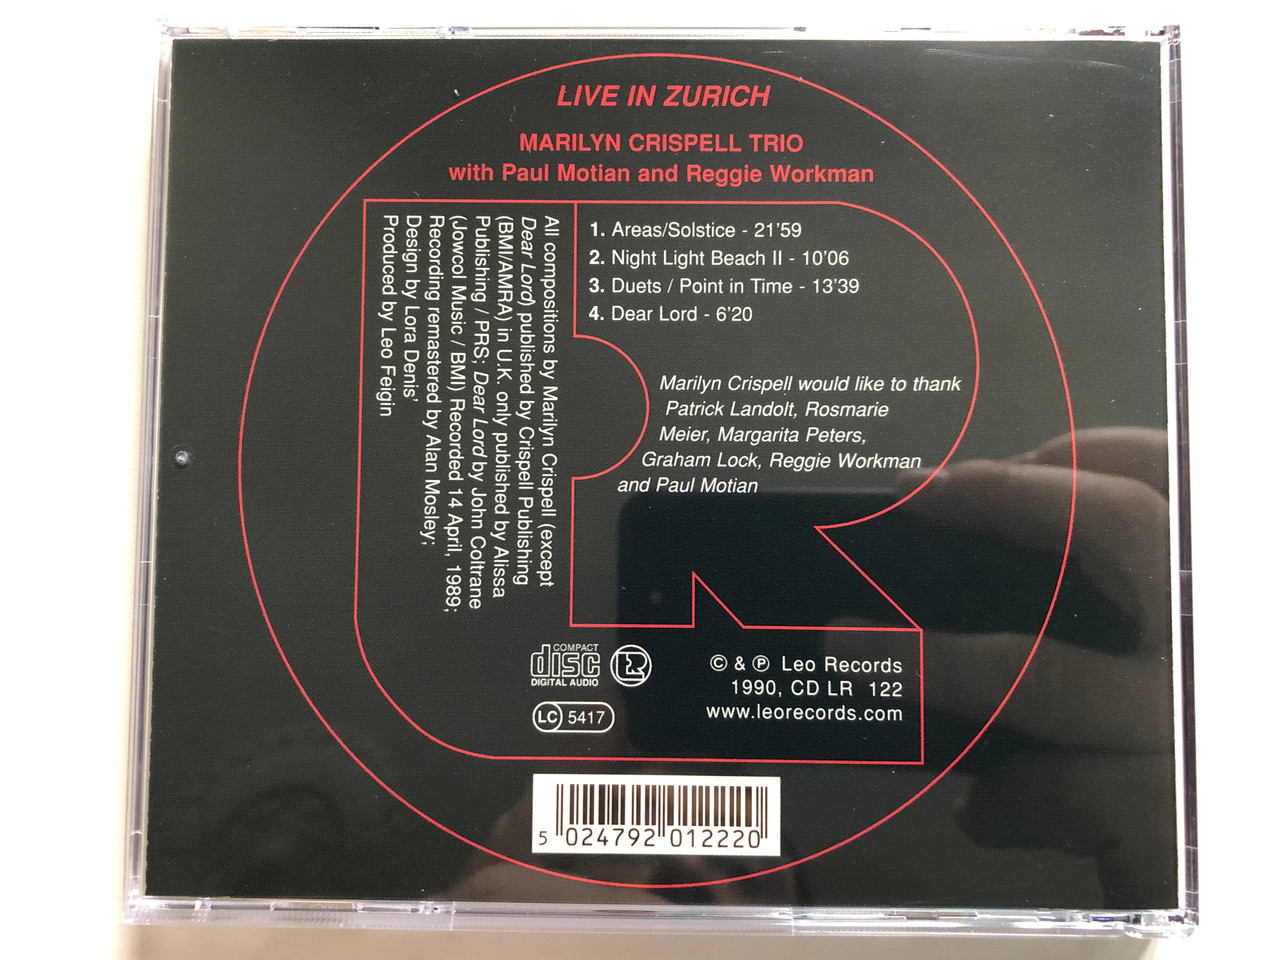 LIVE IN ZURICH
MARILYN CRISPELL TRIO
with Paul Motian and Reggie Workman
1. Areas/Solstice - 21'59
2. Night Light Beach II - 10'06
3. Duets / Point in Time - 13'39
4. Dear Lord - 6'20
Marilyn Crispell would like to thank
Patrick Landolt, Rosmarie
Meier, Margarita Peters,
Graham Lock, Reggie Workman
and Paul Motian
All compositions by Marilyn Crispell (except
Dear Lord) published by Crispell Publishing
(BMI/AMRA) in U.K. only published by Alissa
Publishing / PRS; Dear Lord by John Coltrane
(Jowcol Music / BMI) Recorded 14 April, 1989;
Recording remastered by Alan Mosley;
Design by Lora Denis'
Produced by Leo Feigin
COMPACT
disc
DIGITAL AUDIO
LC 5417
© & ℗ Leo Records
1990, CD LR 122
www.leorecords.com
5 024792 012220